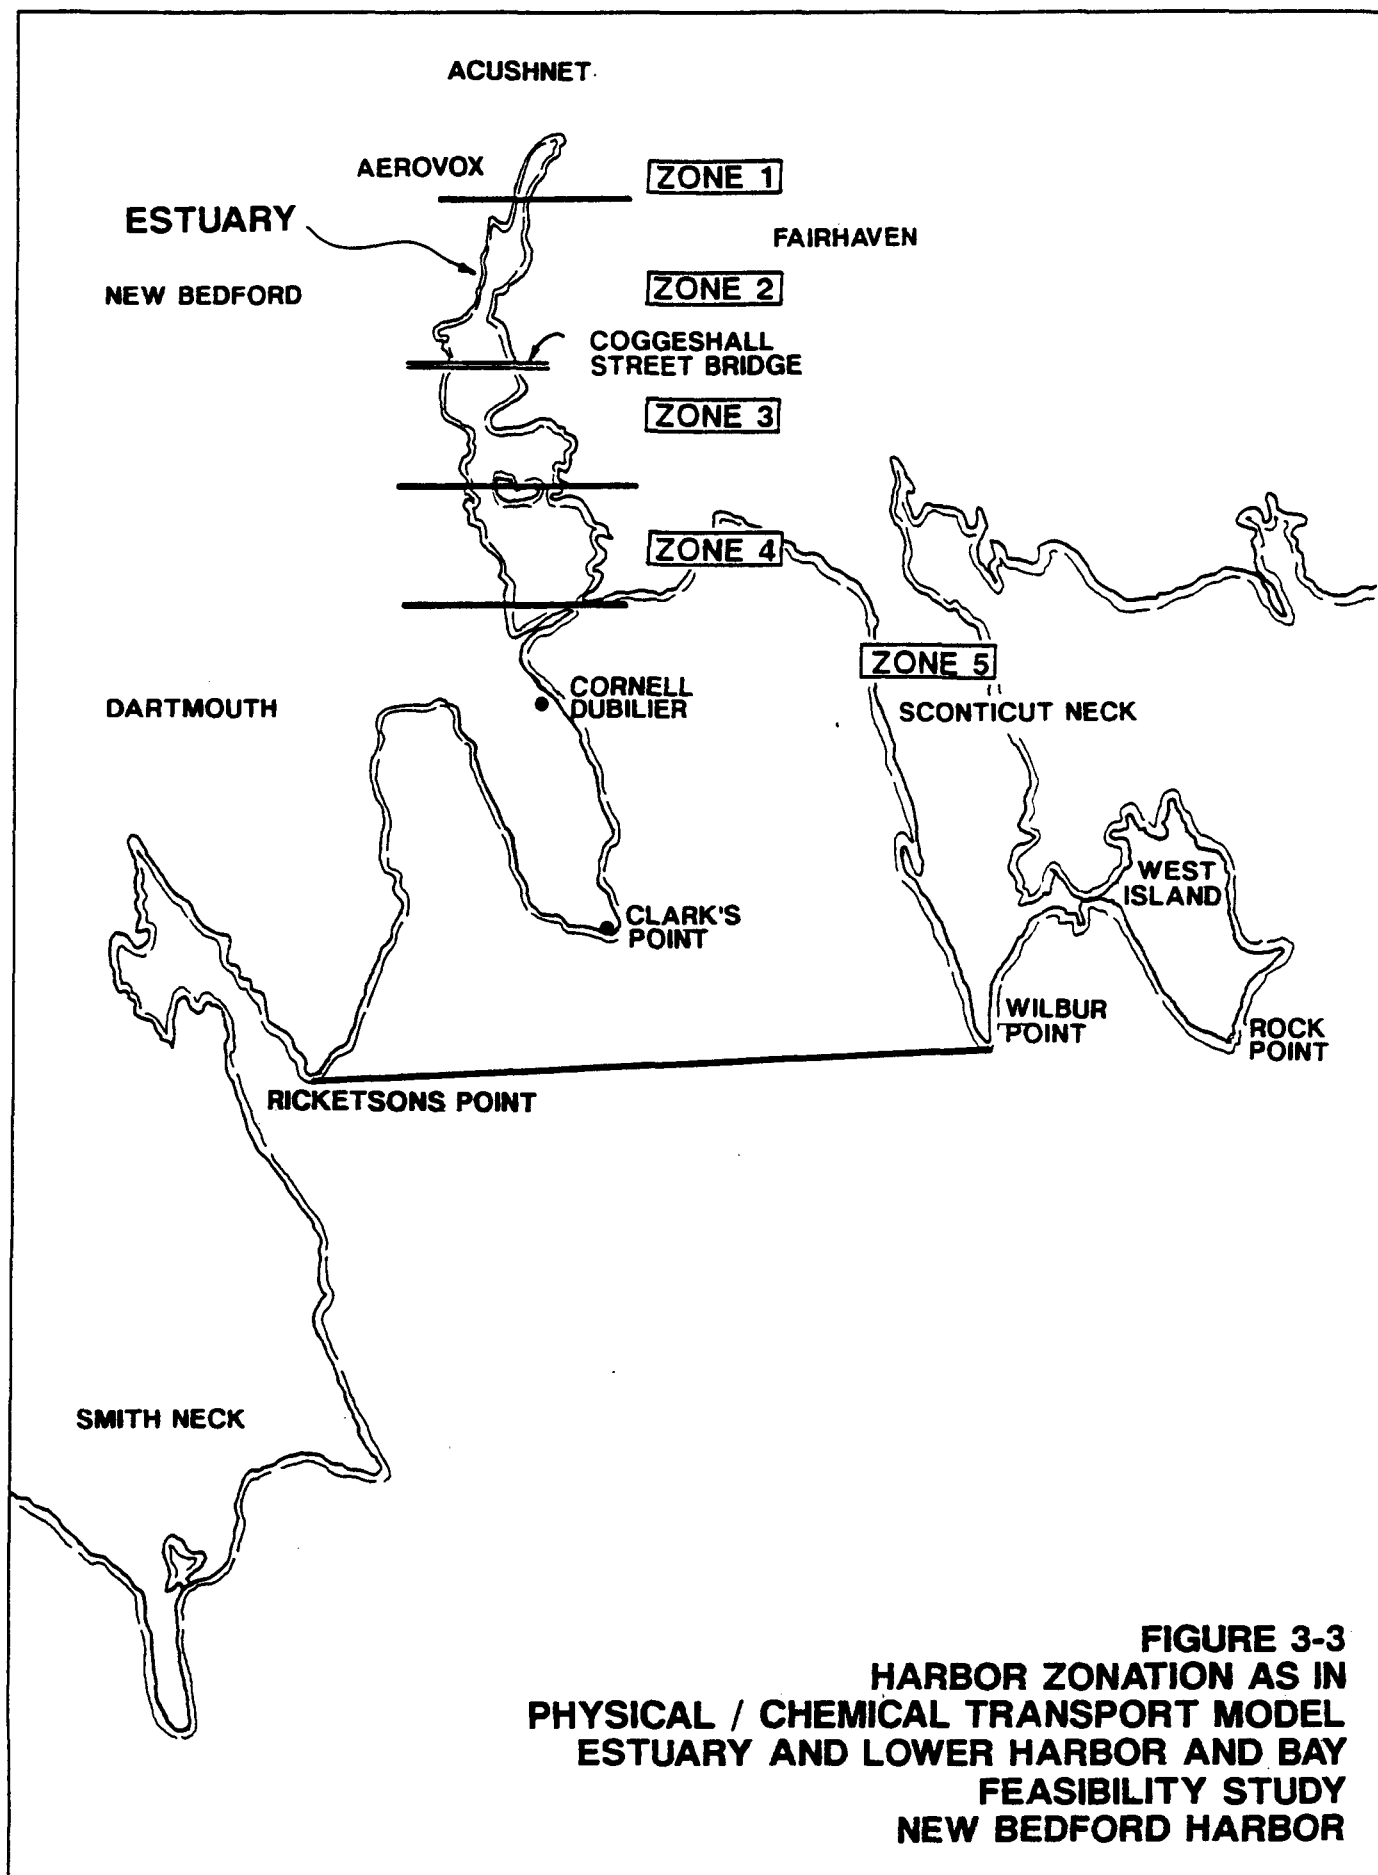 ACUSHNET
AEROVOX
ZONE 1
ESTUARY
FAIRHAVEN
NEW BEDFORD
ZONE 2
COGGESHALL
STREET BRIDGE
ZONE 3
ZONE 4
ZONE 5
CORNELL
DUBILIER
DARTMOUTH
SCONTICUT NECK
WEST
ISLAND
CLARK'S
POINT
WILBUR
POINT
ROCK
POINT
RICKETSONS POINT
SMITH NECK
FIGURE 3-3
HARBOR ZONATION AS IN
PHYSICAL / CHEMICAL TRANSPORT MODEL
ESTUARY AND LOWER HARBOR AND BAY
FEASIBILITY STUDY
NEW BEDFORD HARBOR